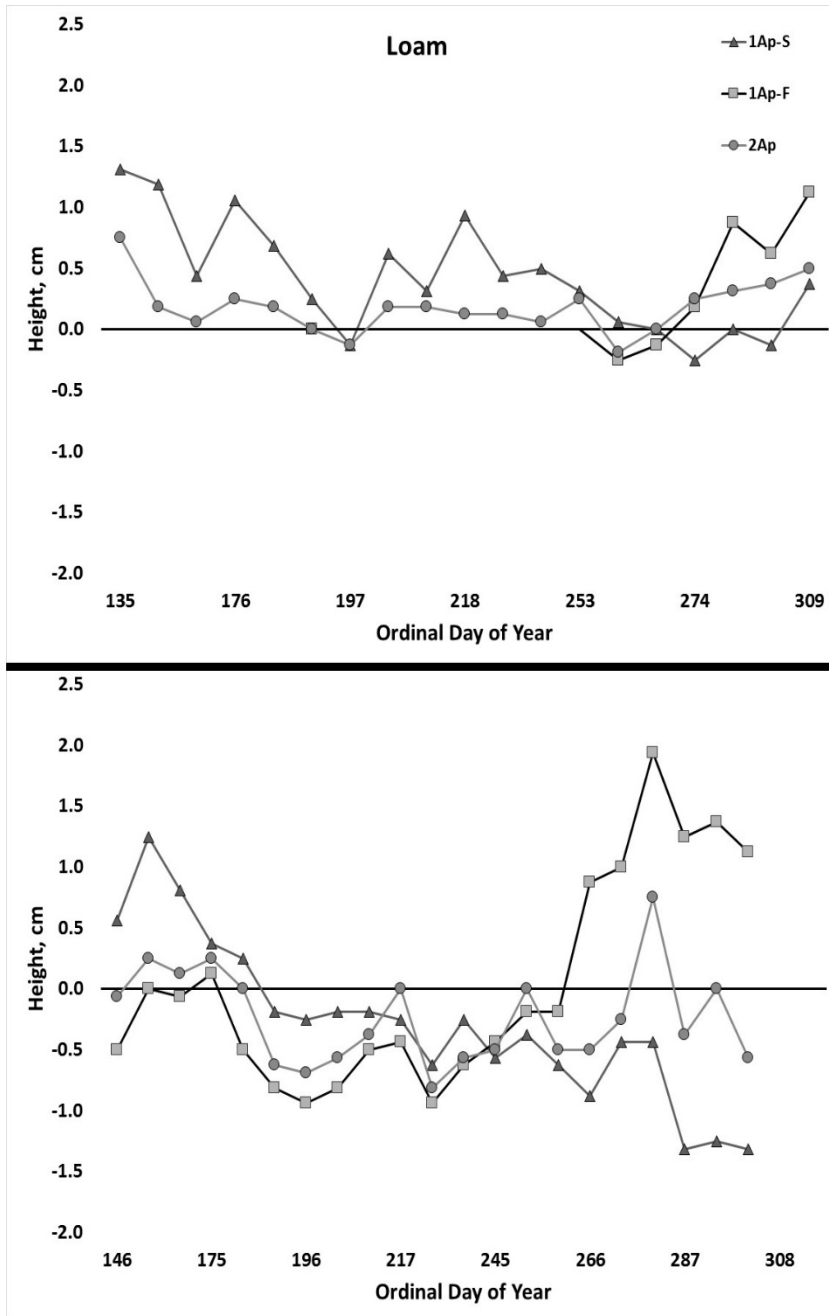 Loam
1Ap-S
1Ap-F
2Ap
2.5
2.0
1.5
1.0
0.5
0.0
-0.5
-1.0
-1.5
-2.0
Height, cm
135 176 197 218 253 274 309
Ordinal Day of Year
2.5
2.0
1.5
1.0
0.5
0.0
-0.5
-1.0
-1.5
-2.0
Height, cm
146 175 196 217 245 266 287 308
Ordinal Day of Year